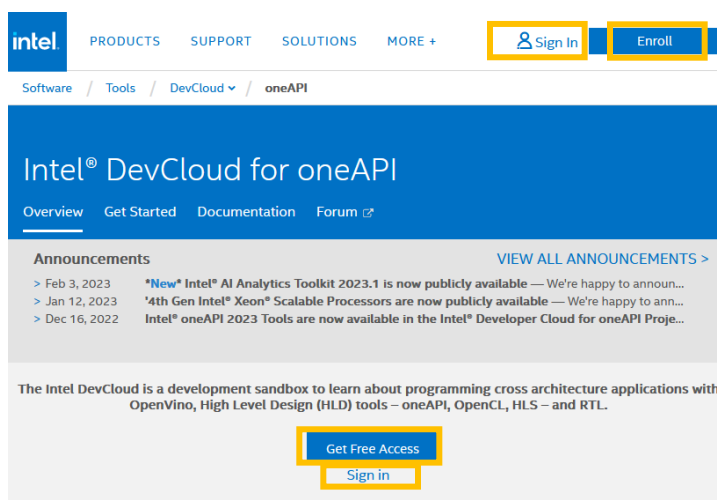 intel.
PRODUCTS SUPPORT SOLUTIONS MORE + Sign In Enroll
Software / Tools / DevCloud / oneAPI
Intel® DevCloud for oneAPI
Overview Get Started Documentation Forum
Announcements VIEW ALL ANNOUNCEMENTS >
> Feb 3, 2023 *New* Intel® AI Analytics Toolkit 2023.1 is now publicly available — We're happy to announ...
> Jan 12, 2023 '4th Gen Intel® Xeon® Scalable Processors are now publicly available — We're happy to ann...
> Dec 16, 2022 Intel® oneAPI 2023 Tools are now available in the Intel® Developer Cloud for oneAPI Proje...
The Intel DevCloud is a development sandbox to learn about programming cross architecture applications with
OpenVino, High Level Design (HLD) tools – oneAPI, OpenCL, HLS – and RTL.
Get Free Access
Sign in